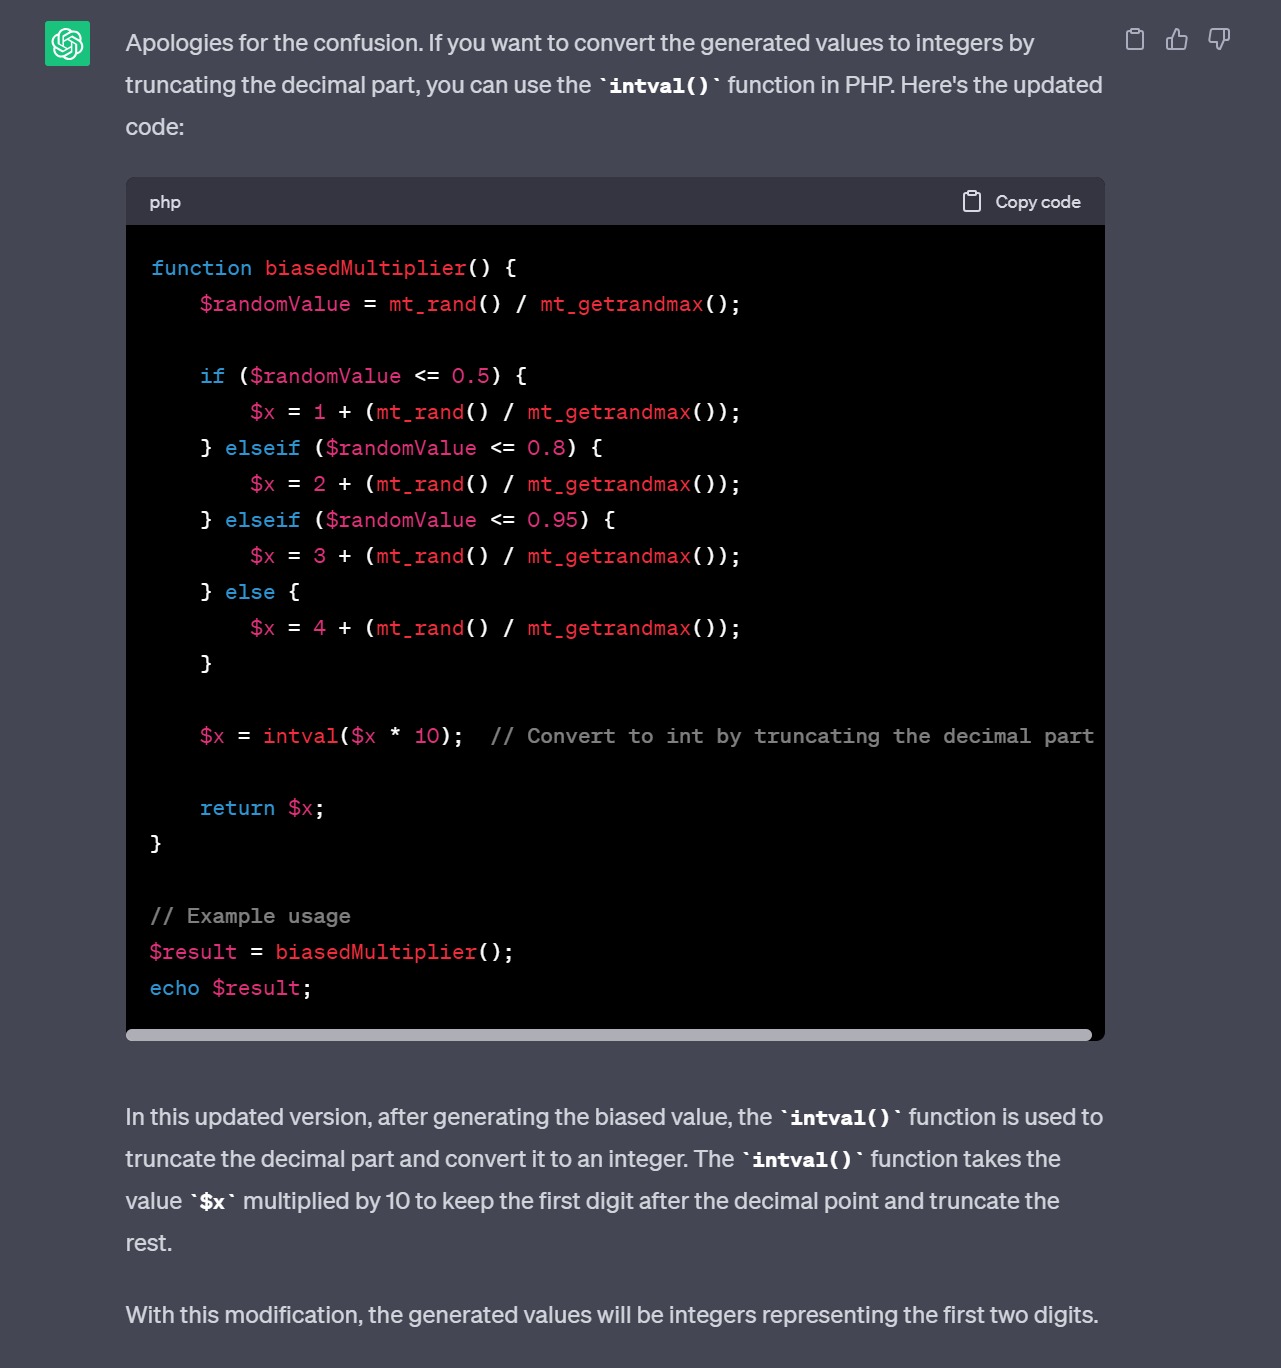 Apologies for the confusion. If you want to convert the generated values to integers by
truncating the decimal part, you can use the `intval()` function in PHP. Here's the updated
code:
php
Copy code
function biasedMultiplier() {
    $randomValue = mt_rand() / mt_getrandmax();
    if ($randomValue <= 0.5) {
        $x = 1 + (mt_rand() / mt_getrandmax());
    } elseif ($randomValue <= 0.8) {
        $x = 2 + (mt_rand() / mt_getrandmax());
    } elseif ($randomValue <= 0.95) {
        $x = 3 + (mt_rand() / mt_getrandmax());
    } else {
        $x = 4 + (mt_rand() / mt_getrandmax());
    }
    $x = intval($x * 10);  // Convert to int by truncating the decimal part
    return $x;
}
// Example usage
$result = biasedMultiplier();
echo $result;
In this updated version, after generating the biased value, the `intval()` function is used to
truncate the decimal part and convert it to an integer. The `intval()` function takes the
value `$x` multiplied by 10 to keep the first digit after the decimal point and truncate the
rest.
With this modification, the generated values will be integers representing the first two digits.